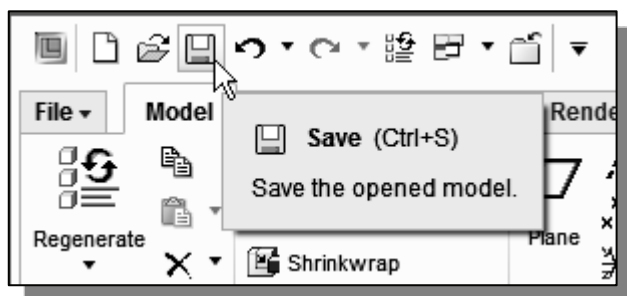 File
Model
Rende
Save (Ctrl+S)
Save the opened model.
Regenerate
Plane
Shrinkwrap